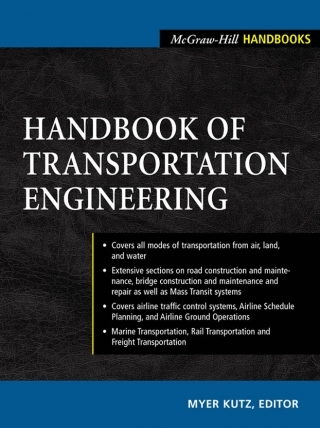 McGraw-Hill HANDBOOKS
HANDBOOK OF
TRANSPORTATION
ENGINEERING
• Covers all modes of transportation from air, land,
and water
• Extensive sections on road construction and mainte-
nance, bridge construction and maintenance and
repair as well as Mass Transit systems
• Covers airline traffic control systems, Airline Schedule
Planning, and Airline Ground Operations
• Marine Transportation, Rail Transportation and
Freight Transportation
MYER KUTZ, EDITOR